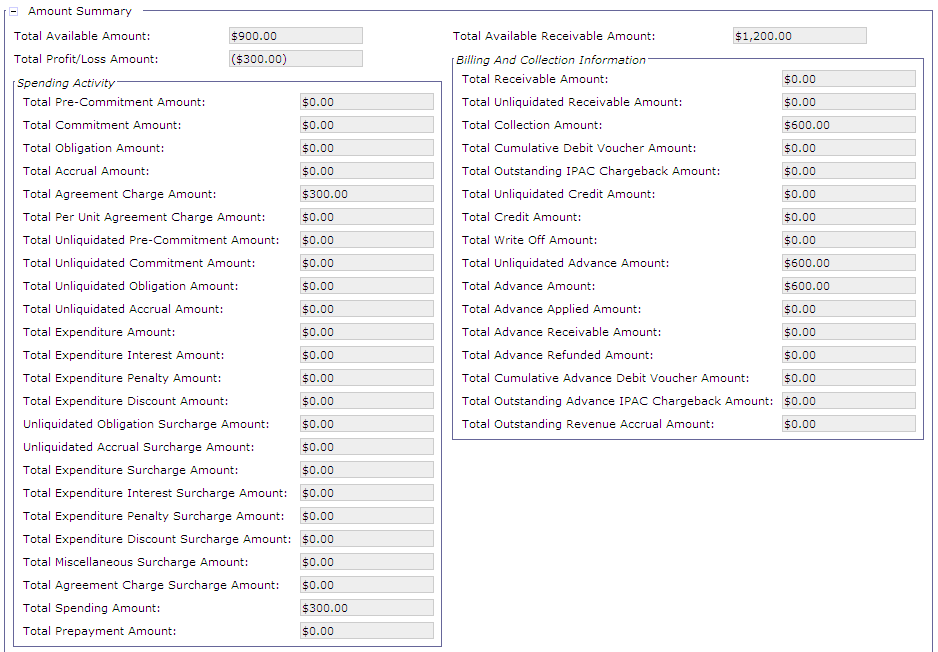 Amount Summary
Total Available Amount: $900.00
Total Profit/Loss Amount: ($300.00)
Spending Activity
Total Pre-Commitment Amount: $0.00
Total Commitment Amount: $0.00
Total Obligation Amount: $0.00
Total Accrual Amount: $0.00
Total Agreement Charge Amount: $300.00
Total Per Unit Agreement Charge Amount: $0.00
Total Unliquidated Pre-Commitment Amount: $0.00
Total Unliquidated Commitment Amount: $0.00
Total Unliquidated Obligation Amount: $0.00
Total Unliquidated Accrual Amount: $0.00
Total Expenditure Amount: $0.00
Total Expenditure Interest Amount: $0.00
Total Expenditure Penalty Amount: $0.00
Total Expenditure Discount Amount: $0.00
Unliquidated Obligation Surcharge Amount: $0.00
Unliquidated Accrual Surcharge Amount: $0.00
Total Expenditure Surcharge Amount: $0.00
Total Expenditure Interest Surcharge Amount: $0.00
Total Expenditure Penalty Surcharge Amount: $0.00
Total Expenditure Discount Surcharge Amount: $0.00
Total Miscellaneous Surcharge Amount: $0.00
Total Agreement Charge Surcharge Amount: $0.00
Total Spending Amount: $300.00
Total Prepayment Amount: $0.00
Total Available Receivable Amount: $1,200.00
Billing And Collection Information
Total Receivable Amount: $0.00
Total Unliquidated Receivable Amount: $0.00
Total Collection Amount: $600.00
Total Cumulative Debit Voucher Amount: $0.00
Total Outstanding IPAC Chargeback Amount: $0.00
Total Unliquidated Credit Amount: $0.00
Total Credit Amount: $0.00
Total Write Off Amount: $0.00
Total Unliquidated Advance Amount: $600.00
Total Advance Amount: $600.00
Total Advance Applied Amount: $0.00
Total Advance Receivable Amount: $0.00
Total Advance Refunded Amount: $0.00
Total Cumulative Advance Debit Voucher Amount: $0.00
Total Outstanding Advance IPAC Chargeback Amount: $0.00
Total Outstanding Revenue Accrual Amount: $0.00